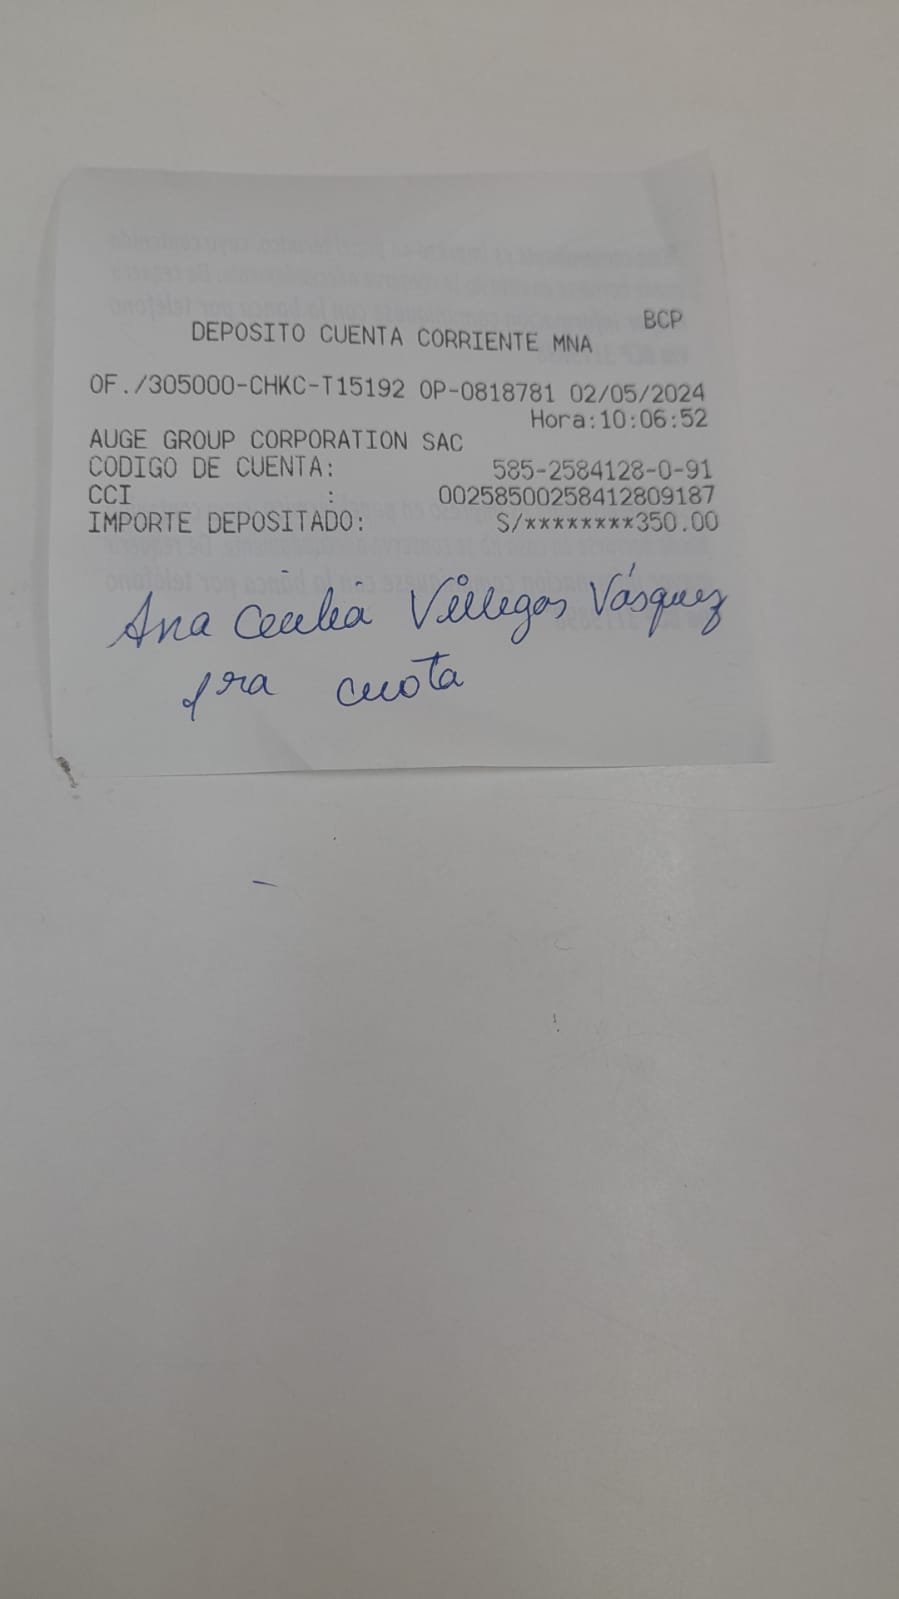 BCP
DEPOSITO CUENTA CORRIENTE MNA
OF./305000-CHKC-T15192 OP-0818781 02/05/2024
Hora:10:06:52
AUGE GROUP CORPORATION SAC
CODIGO DE CUENTA: 585-2584128-0-91
CCI : 00258500258412809187
IMPORTE DEPOSITADO: S/********350.00
Ana Cecilia Villegas Vásquez
1ra cuota